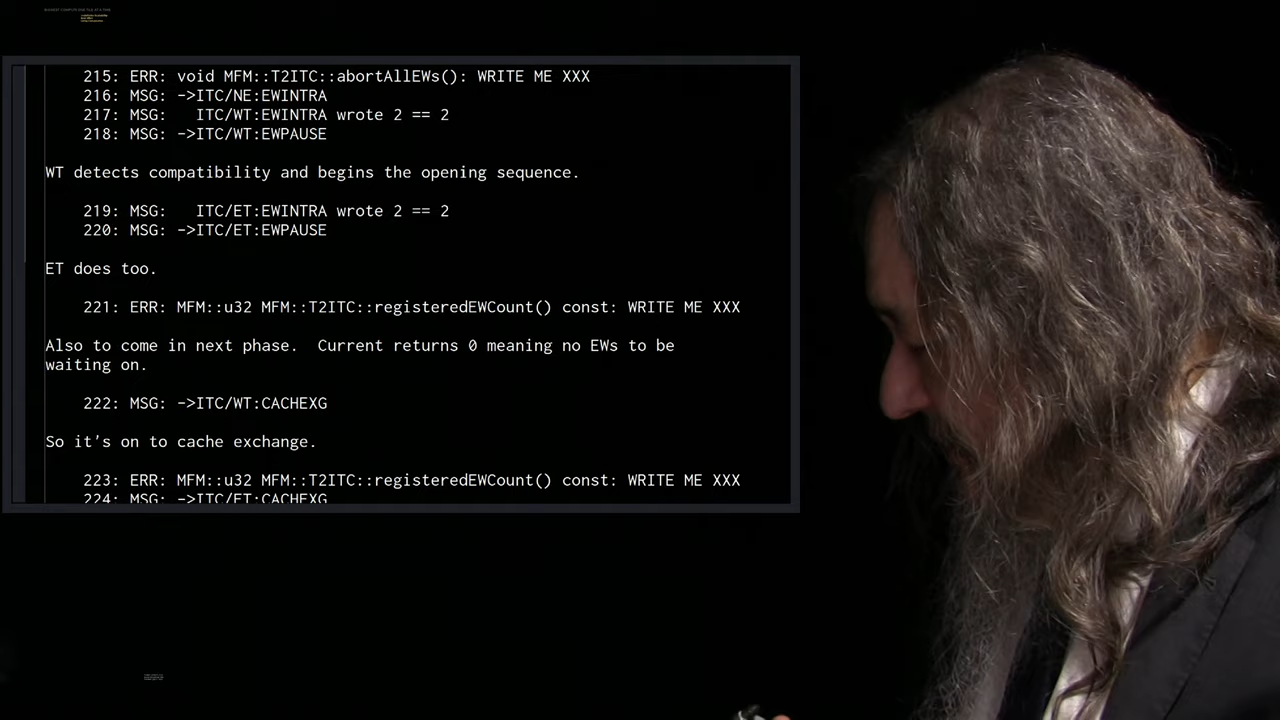 215: ERR: void MFM::T2ITC::abortAllEWs(): WRITE ME XXX
216: MSG: ->ITC/NE:EWINTRA
217: MSG:   ITC/WT:EWINTRA wrote 2 == 2
218: MSG: ->ITC/WT:EWPAUSE
WT detects compatibility and begins the opening sequence.
219: MSG:   ITC/ET:EWINTRA wrote 2 == 2
220: MSG: ->ITC/ET:EWPAUSE
ET does too.
221: ERR: MFM::u32 MFM::T2ITC::registeredEWCount() const: WRITE ME XXX
Also to come in next phase.  Current returns 0 meaning no EWs to be
waiting on.
222: MSG: ->ITC/WT:CACHEXG
So it's on to cache exchange.
223: ERR: MFM::u32 MFM::T2ITC::registeredEWCount() const: WRITE ME XXX
224: MSG: ->ITC/ET:CACHEXG